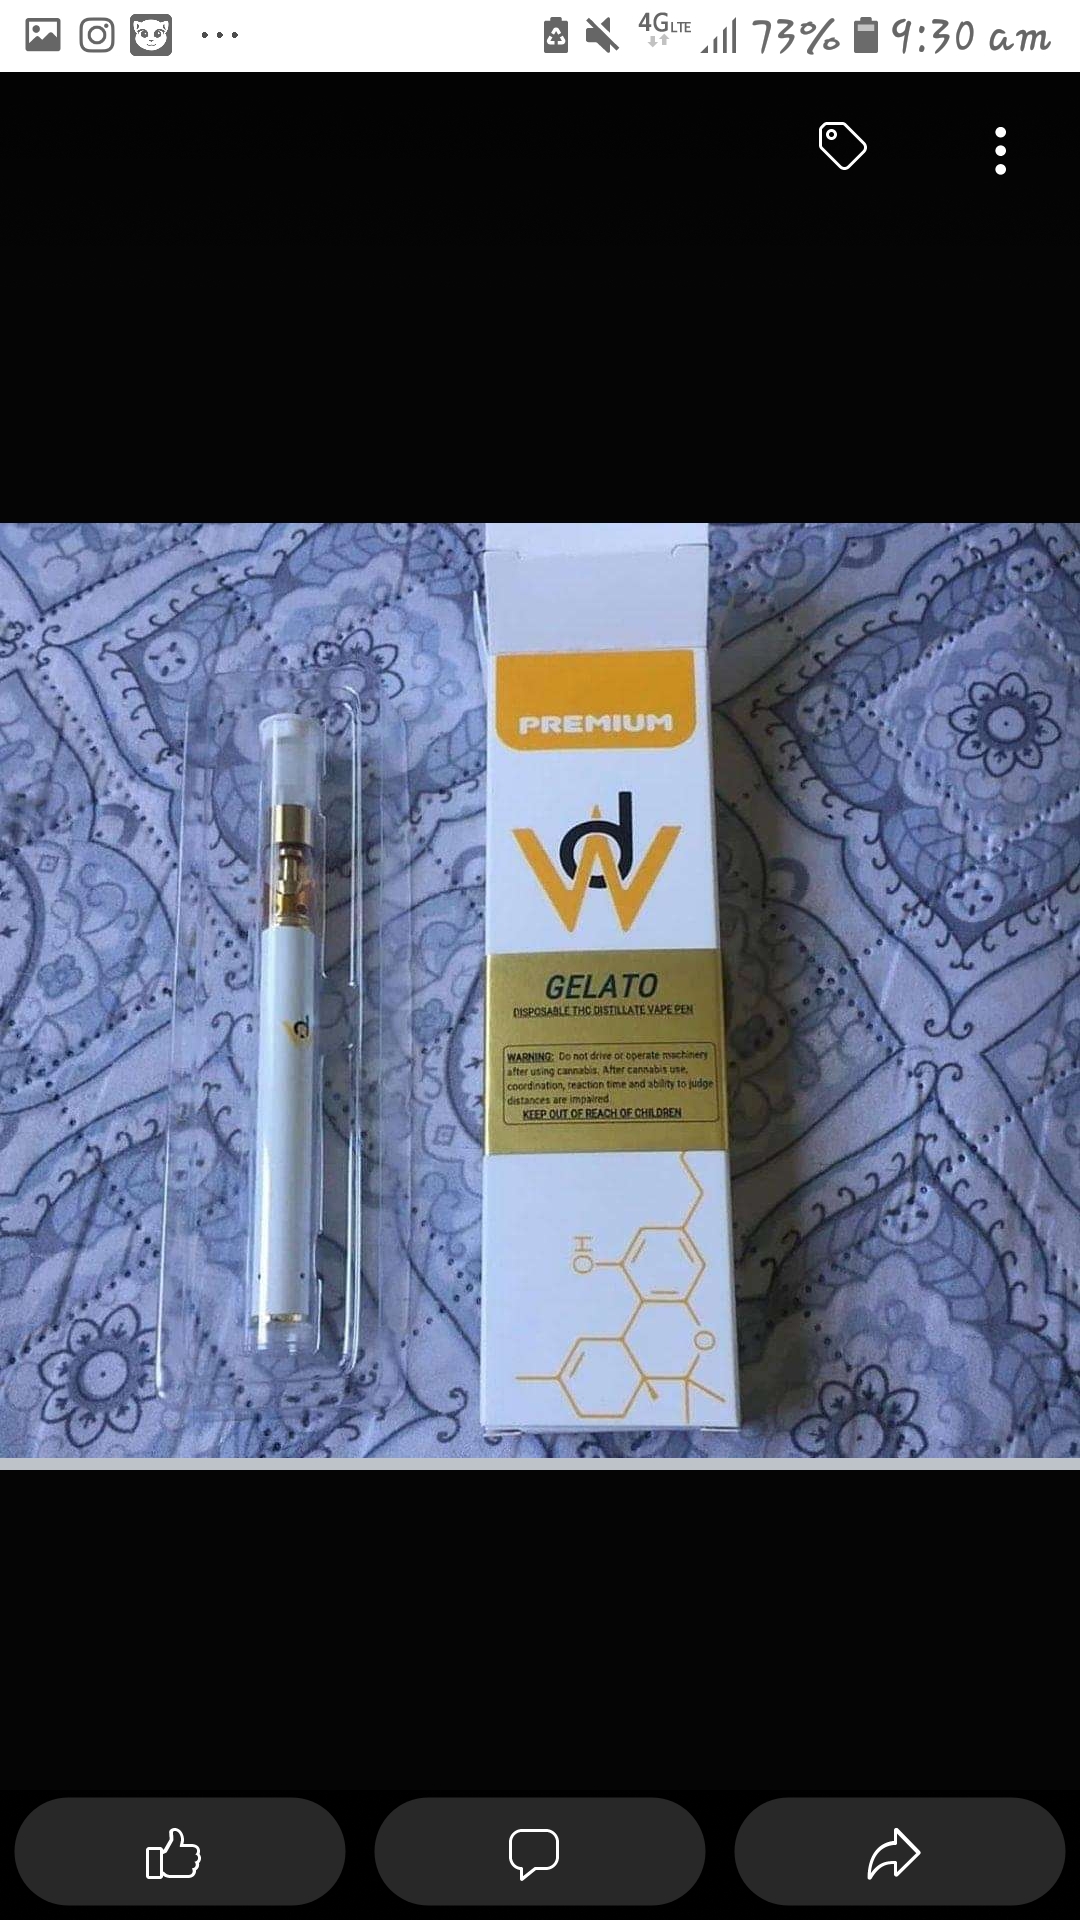 4G LTE 73% 9:30 am
PREMIUM
Wd
GELATO
DISPOSABLE THC DISTILLATE VAPE PEN
WARNING: Do not drive or operate machinery
after using cannabis. After cannabis use,
coordination, reaction time and ability to judge
distances are impaired.
KEEP OUT OF REACH OF CHILDREN
HO
O
Wd